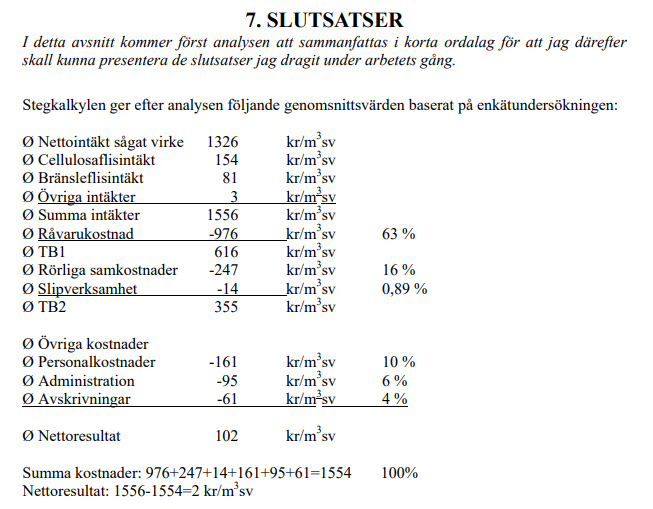 7. SLUTSATSER
I detta avsnitt kommer först analysen att sammanfattas i korta ordalag för att jag därefter
skall kunna presentera de slutsatser jag dragit under arbetets gång.
Stegkalkylen ger efter analysen följande genomsnittsvärden baserat på enkätundersökningen:
Ø Nettointäkt sågat virke 1326 kr/m³sv
Ø Cellulosaflisintäkt 154 kr/m³sv
Ø Bränsleflisintäkt 81 kr/m³sv
Ø Övriga intäkter 3 kr/m³sv
Ø Summa intäkter 1556 kr/m³sv
Ø Råvarukostnad -976 kr/m³sv 63 %
Ø TB1 616 kr/m³sv
Ø Rörliga samkostnader -247 kr/m³sv 16 %
Ø Slipverksamhet -14 kr/m³sv 0,89 %
Ø TB2 355 kr/m³sv
Ø Övriga kostnader
Ø Personalkostnader -161 kr/m³sv 10 %
Ø Administration -95 kr/m³sv 6 %
Ø Avskrivningar -61 kr/m³sv 4 %
Ø Nettoresultat 102 kr/m³sv
Summa kostnader: 976+247+14+161+95+61=1554 100%
Nettoresultat: 1556-1554=2 kr/m³sv